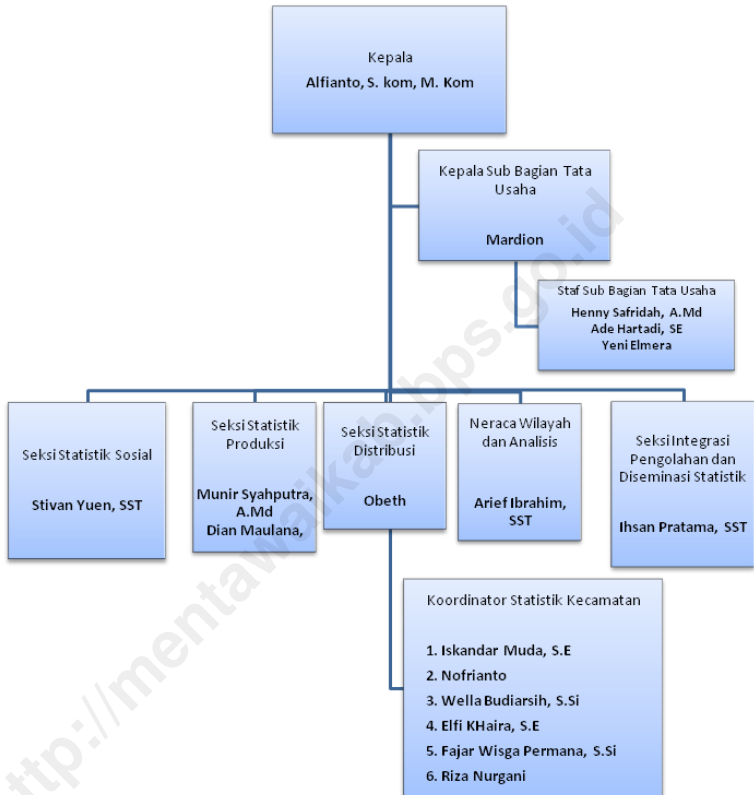 Kepala
Alfianto, S. kom, M. Kom
Kepala Sub Bagian Tata
Usaha
Mardion
Staf Sub Bagian Tata Usaha
Henny Safridah, A.Md
Ade Hartadi, SE
Yeni Elmera
Seksi Statistik Sosial
Stivan Yuen, SST
Seksi Statistik
Produksi
Munir Syahputra,
A.Md
Dian Maulana,
Seksi Statistik
Distribusi
Obeth
Neraca Wilayah
dan Analisis
Arief Ibrahim,
SST
Seksi Integrasi
Pengolahan dan
Diseminasi Statistik
Ihsan Pratama, SST
Koordinator Statistik Kecamatan
1. Iskandar Muda, S.E
2. Nofrianto
3. Wella Budiarsih, S.Si
4. Elfi KHaira, S.E
5. Fajar Wisga Permana, S.Si
6. Riza Nurgani
ttp://mentawaikab.bps.go.id